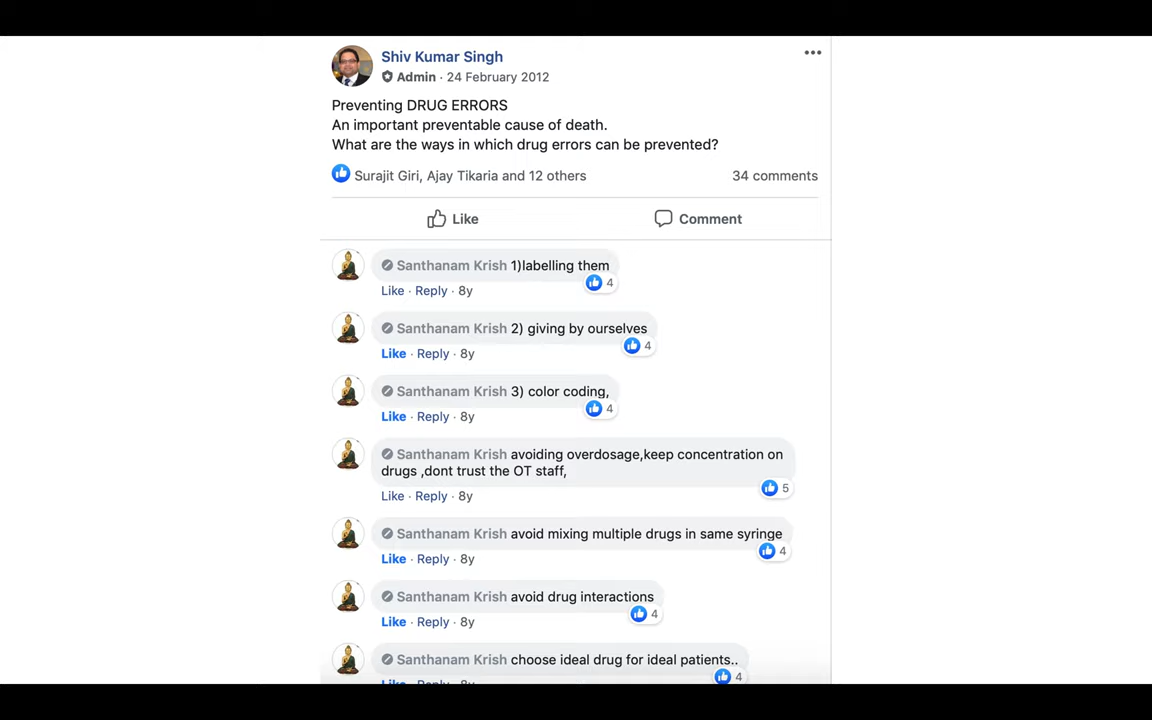 Shiv Kumar Singh
Admin · 24 February 2012
Preventing DRUG ERRORS
An important preventable cause of death.
What are the ways in which drug errors can be prevented?
Surajit Giri, Ajay Tikaria and 12 others 34 comments
Like Comment
Santhanam Krish 1)labelling them
4
Like · Reply · 8y
Santhanam Krish 2) giving by ourselves
4
Like · Reply · 8y
Santhanam Krish 3) color coding,
4
Like · Reply · 8y
Santhanam Krish avoiding overdosage,keep concentration on
drugs ,dont trust the OT staff,
5
Like · Reply · 8y
Santhanam Krish avoid mixing multiple drugs in same syringe
4
Like · Reply · 8y
Santhanam Krish avoid drug interactions
4
Like · Reply · 8y
Santhanam Krish choose ideal drug for ideal patients..
4
Like · Reply · 8y